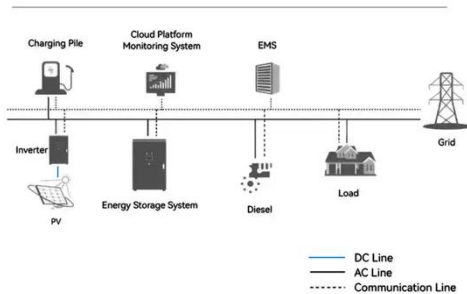 Charging Pile
Cloud Platform
Monitoring System
EMS
Grid
Inverter
PV
Energy Storage System
Diesel
Load
DC Line
AC Line
Communication Line